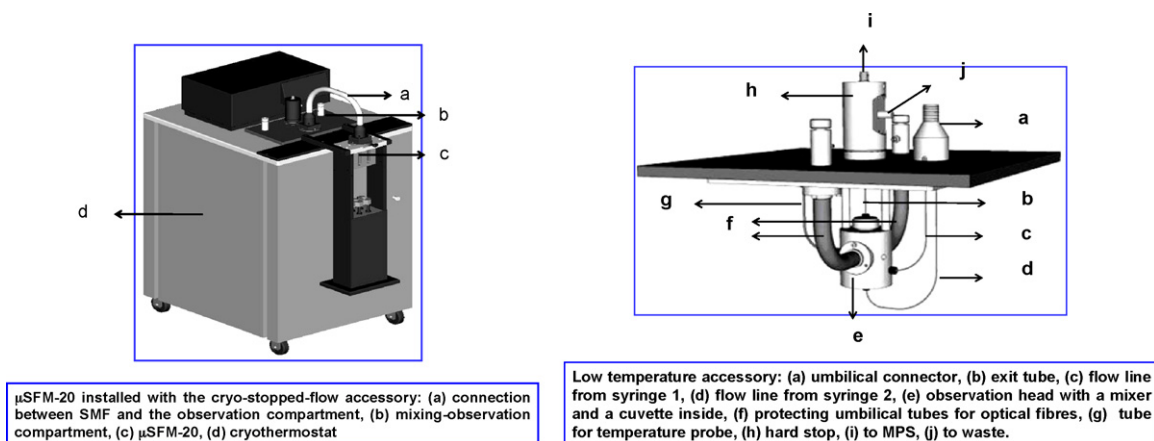 a
b
c
d
μSFM-20 installed with the cryo-stopped-flow accessory: (a) connection
between SMF and the observation compartment, (b) mixing-observation
compartment, (c) μSFM-20, (d) cryothermostat
i
j
h
a
g
b
f
c
d
e
Low temperature accessory: (a) umbilical connector, (b) exit tube, (c) flow line
from syringe 1, (d) flow line from syringe 2, (e) observation head with a mixer
and a cuvette inside, (f) protecting umbilical tubes for optical fibres, (g) tube
for temperature probe, (h) hard stop, (i) to MPS, (j) to waste.